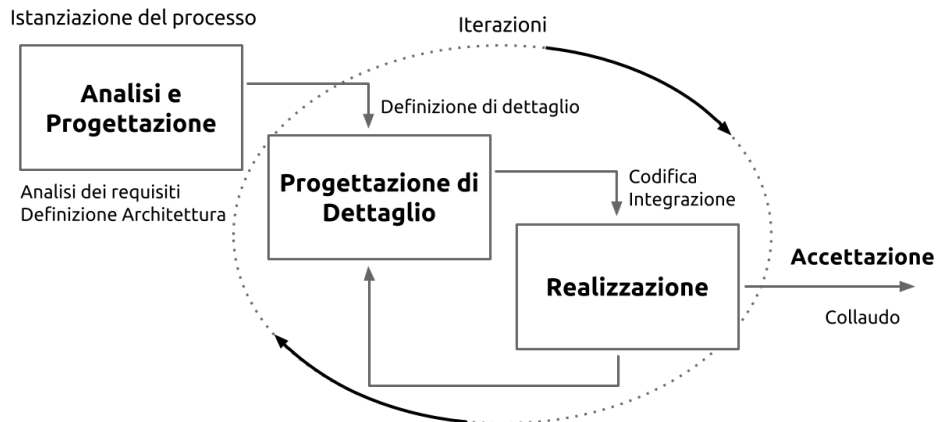 Istanziazione del processo
Iterazioni
Analisi e
Progettazione
Definizione di dettaglio
Analisi dei requisiti
Definizione Architettura
Progettazione di
Dettaglio
Codifica
Integrazione
Realizzazione
Accettazione
Collaudo